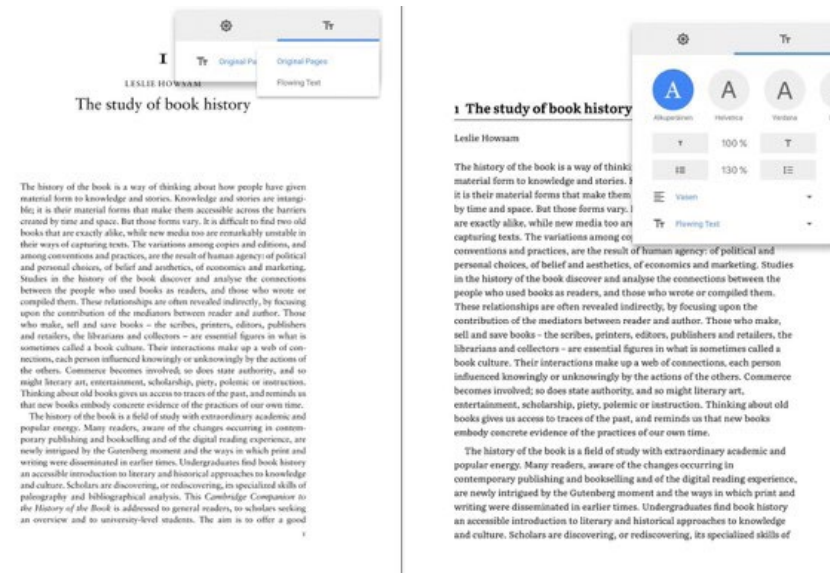 Tт
Original Pages
Original Pa
Flowing Text
1
LESLIE HOWSAM
The study of book history
The history of the book is a way of thinking about how people have given
material form to knowledge and stories. Knowledge and stories are intangi-
ble; it is their material forms that make them accessible across the barriers
created by time and space. But those forms vary. It is difficult to find two old
books that are exactly alike, while new media too are remarkably unstable in
their ways of capturing texts. The variations among copies and editions, and
among conventions and practices, are the result of human agency: of political
and personal choices, of belief and aesthetics, of economics and marketing.
Studies in the history of the book discover and analyse the connections
between the people who used books as readers, and those who wrote or
compiled them. These relationships are often revealed indirectly, by focusing
upon the contribution of the mediators between reader and author. Those
who make, sell and save books – the scribes, printers, editors, publishers
and retailers, the librarians and collectors – are essential figures in what is
sometimes called a book culture. Their interactions make up a web of con-
nections, each person influenced knowingly or unknowingly by the actions of
the others. Commerce becomes involved; so does state authority, and so
might literary art, entertainment, scholarship, piety, polemic or instruction.
Thinking about old books gives us access to traces of the past, and reminds us
that new books embody concrete evidence of the practices of our own time.
The history of the book is a field of study with extraordinary academic and
popular energy. Many readers, aware of the changes occurring in contem-
porary publishing and bookselling and of the digital reading experience, are
newly intrigued by the Gutenberg moment and the ways in which print and
writing were disseminated in earlier times. Undergraduates find book history
an accessible introduction to literary and historical approaches to knowledge
and culture. Scholars are discovering, or rediscovering, its specialized skills of
paleography and bibliographical analysis. This Cambridge Companion to
the History of the Book is addressed to general readers, to scholars seeking
an overview and to university-level students. The aim is to offer a good
1
Tт
A A A
Alkuperäinen Helvetica Verdana
T 100 % T
130 %
Vasen
Tт Flowing Text
1 The study of book history
Leslie Howsam
The history of the book is a way of thinki
material form to knowledge and stories.
it is their material forms that make them
by time and space. But those forms vary.
are exactly alike, while new media too are
capturing texts. The variations among co
conventions and practices, are the result of human agency: of political and
personal choices, of belief and aesthetics, of economics and marketing. Studies
in the history of the book discover and analyse the connections between the
people who used books as readers, and those who wrote or compiled them.
These relationships are often revealed indirectly, by focusing upon the
contribution of the mediators between reader and author. Those who make,
sell and save books – the scribes, printers, editors, publishers and retailers, the
librarians and collectors – are essential figures in what is sometimes called a
book culture. Their interactions make up a web of connections, each person
influenced knowingly or unknowingly by the actions of the others. Commerce
becomes involved; so does state authority, and so might literary art,
entertainment, scholarship, piety, polemic or instruction. Thinking about old
books gives us access to traces of the past, and reminds us that new books
embody concrete evidence of the practices of our own time.
The history of the book is a field of study with extraordinary academic and
popular energy. Many readers, aware of the changes occurring in
contemporary publishing and bookselling and of the digital reading experience,
are newly intrigued by the Gutenberg moment and the ways in which print and
writing were disseminated in earlier times. Undergraduates find book history
an accessible introduction to literary and historical approaches to knowledge
and culture. Scholars are discovering, or rediscovering, its specialized skills of